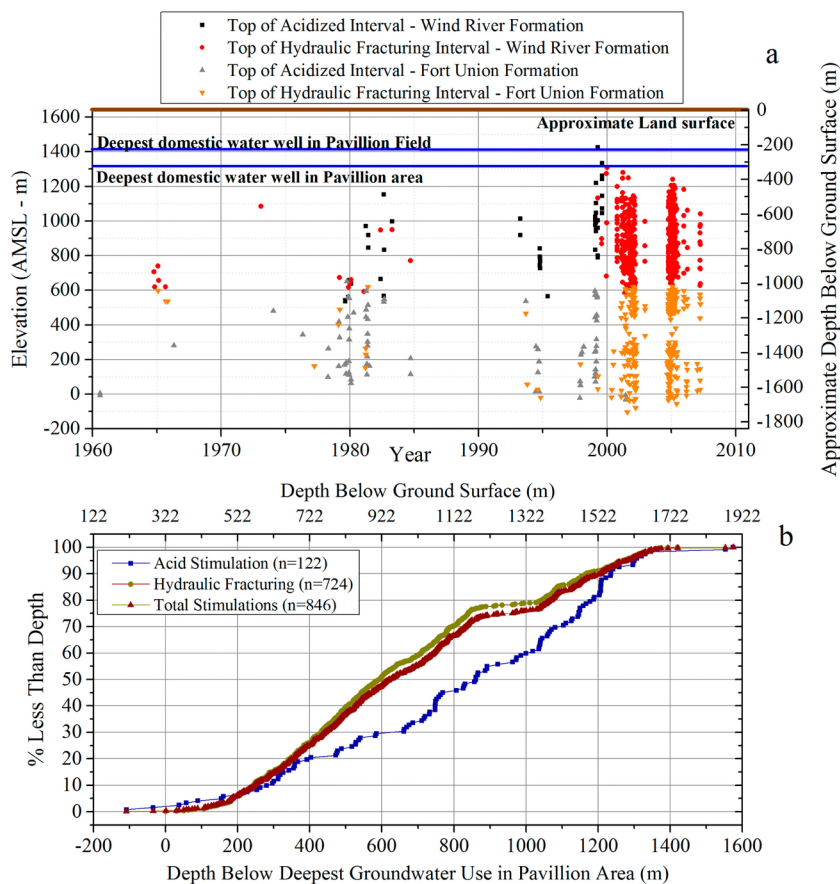 Top of Acidized Interval - Wind River Formation
Top of Hydraulic Fracturing Interval - Wind River Formation
Top of Acidized Interval - Fort Union Formation
Top of Hydraulic Fracturing Interval - Fort Union Formation
a
Elevation (AMSL - m)
1600
1400
1200
1000
800
600
400
200
0
-200
Approximate Land surface
Deepest domestic water well in Pavillion Field
Deepest domestic water well in Pavillion area
0
-200
-400
-600
-800
-1000
-1200
-1400
-1600
-1800
Approximate Depth Below Ground Surface (m)
1960 1970 1980 1990 2000 2010
Year
Depth Below Ground Surface (m)
122 322 522 722 922 1122 1322 1522 1722 1922
b
% Less Than Depth
100
90
80
70
60
50
40
30
20
10
0
Acid Stimulation (n=122)
Hydraulic Fracturing (n=724)
Total Stimulations (n=846)
-200 0 200 400 600 800 1000 1200 1400 1600
Depth Below Deepest Groundwater Use in Pavillion Area (m)